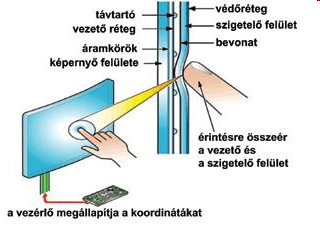 távtartó
vezető réteg
áramkörök
képernyő felülete
védőréteg
szigetelő felület
bevonat
érintésre összeér
a vezető és
a szigetelő felület
a vezérlő megállapítja a koordinátákat